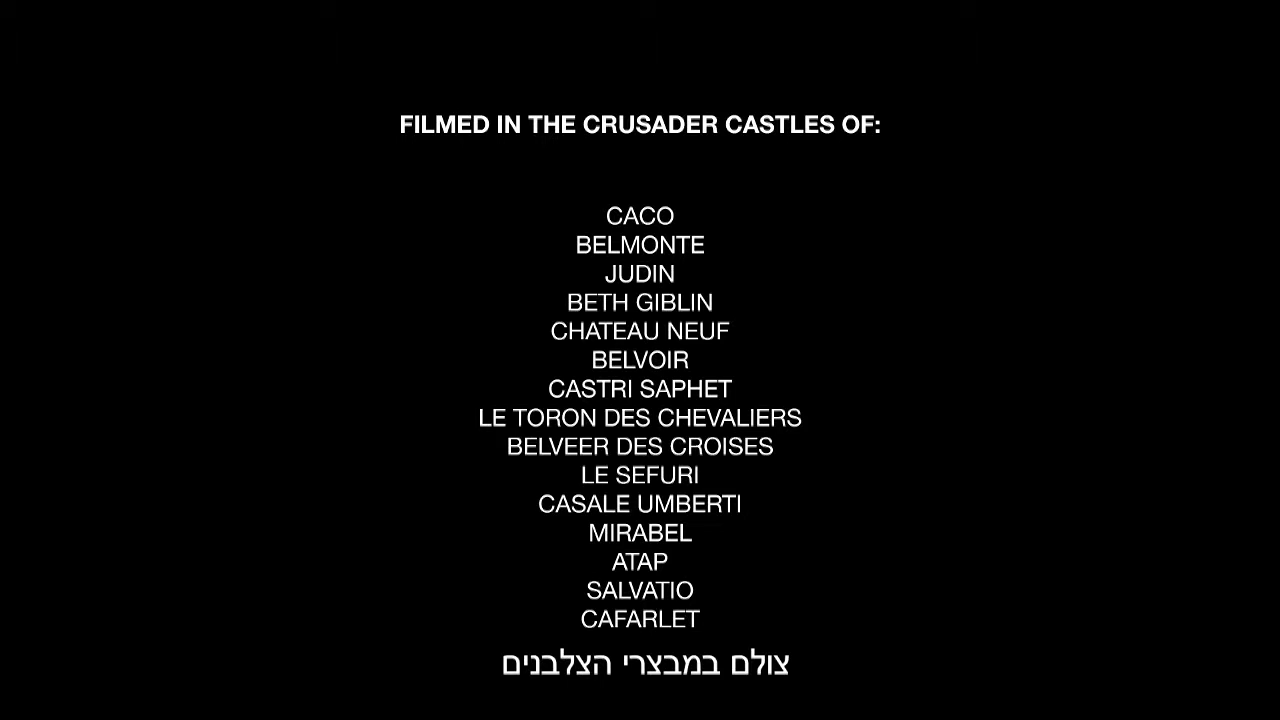 FILMED IN THE CRUSADER CASTLES OF:
CACO
BELMONTE
JUDIN
BETH GIBLIN
CHATEAU NEUF
BELVOIR
CASTRI SAPHET
LE TORON DES CHEVALIERS
BELVEER DES CROISES
LE SEFURI
CASALE UMBERTI
MIRABEL
ATAP
SALVATIO
CAFARLET
צולם במבצרי הצלבנים